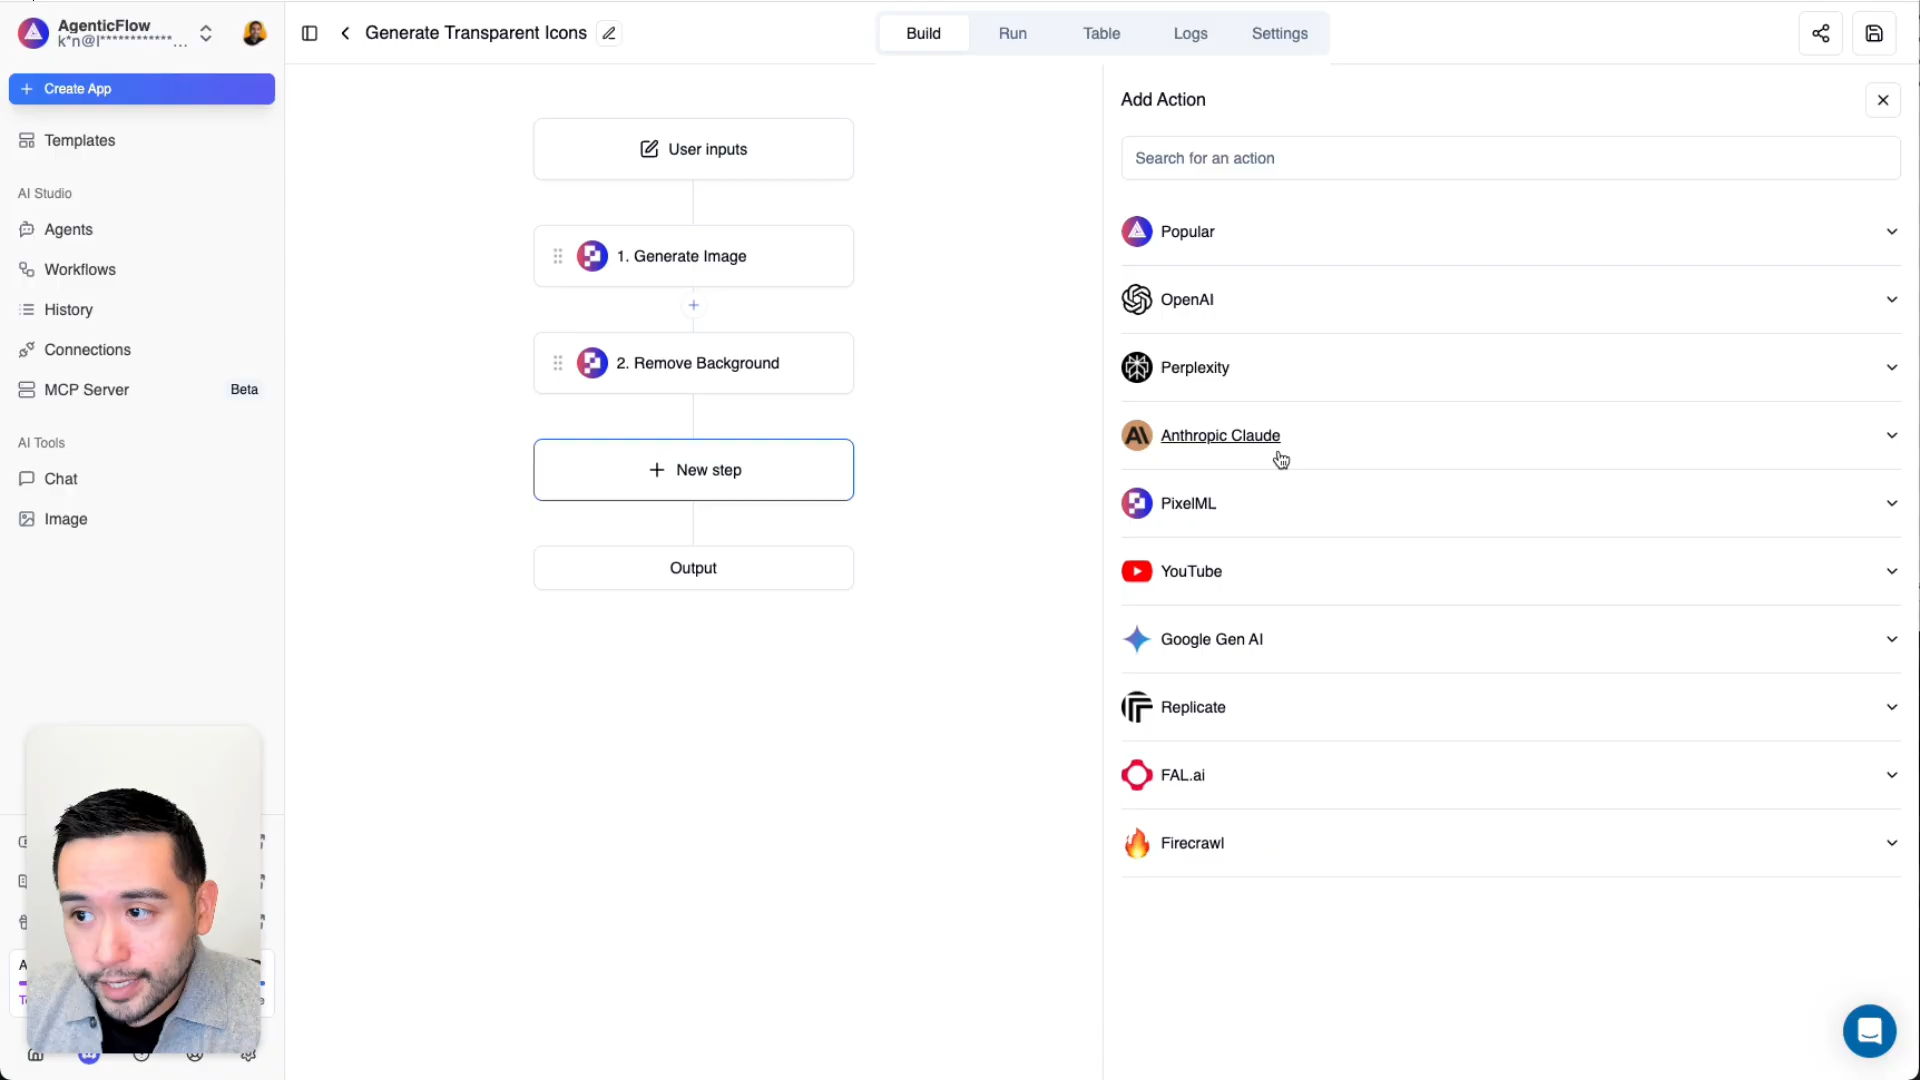 AgenticFlow
k*n@l************...
Create App
Templates
AI Studio
Agents
Workflows
History
Connections
MCP Server
Beta
AI Tools
Chat
Image
Generate Transparent Icons
Build
Run
Table
Logs
Settings
User inputs
1. Generate Image
2. Remove Background
New step
Output
Add Action
Search for an action
Popular
OpenAI
Perplexity
Anthropic Claude
PixelML
YouTube
Google Gen AI
Replicate
FAL.ai
Firecrawl